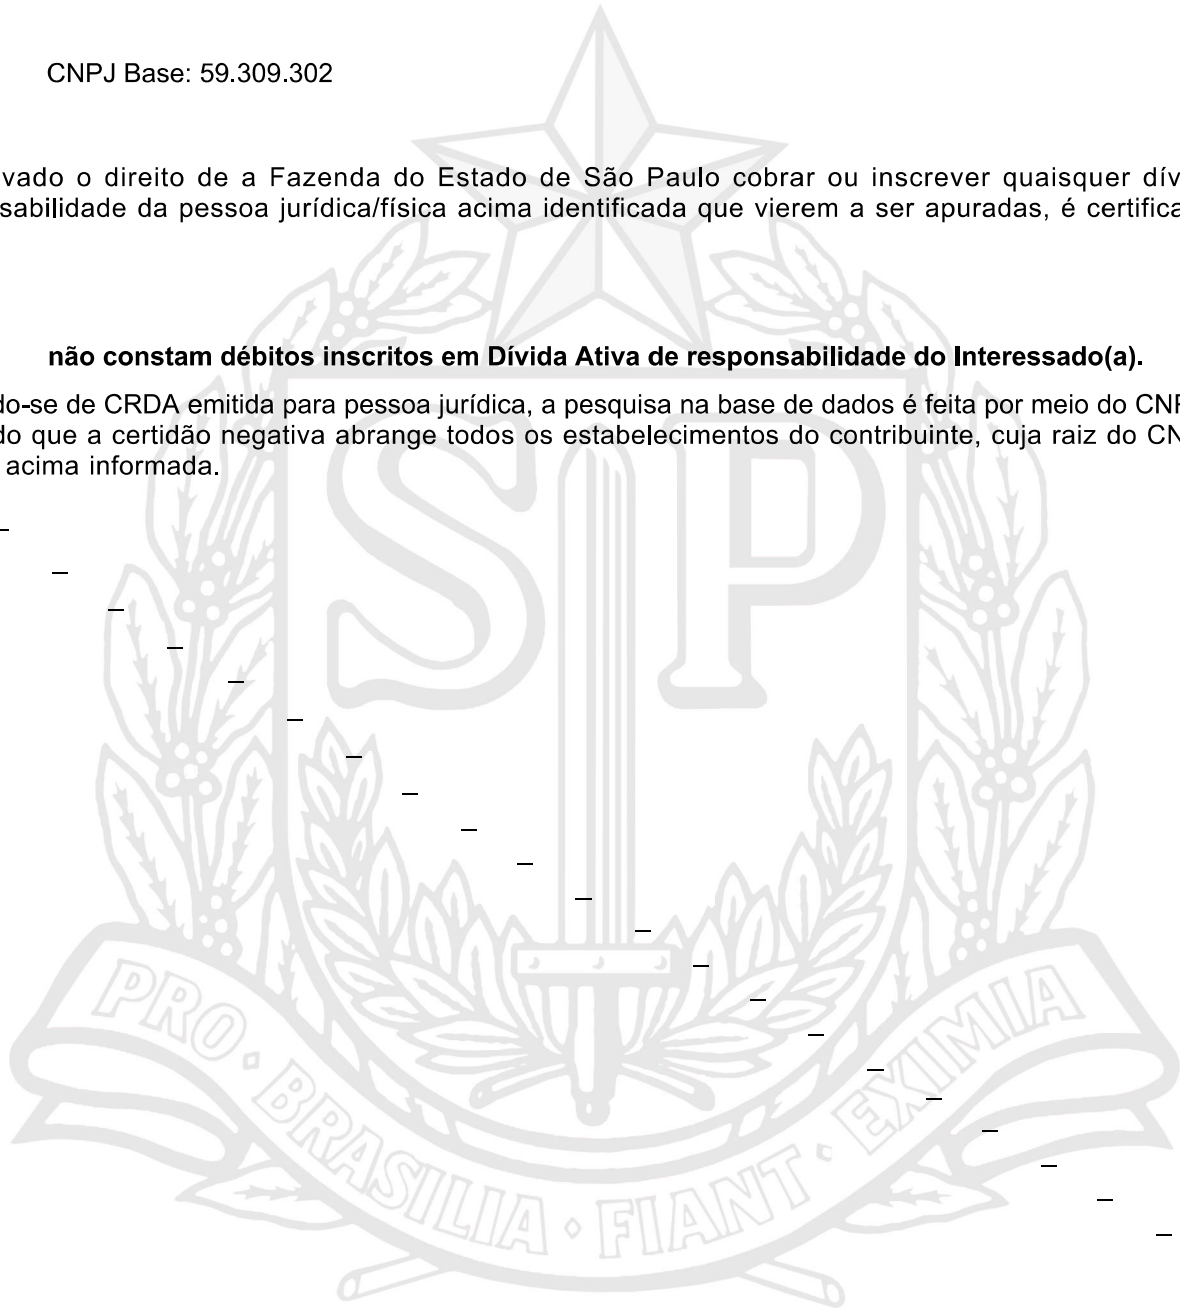 CNPJ Base: 59.309.302
vado o direito de a Fazenda do Estado de São Paulo cobrar ou inscrever quaisquer dív
sabilidade da pessoa jurídica/física acima identificada que vierem a ser apuradas, é certifica
não constam débitos inscritos em Dívida Ativa de responsabilidade do Interessado(a).
do-se de CRDA emitida para pessoa jurídica, a pesquisa na base de dados é feita por meio do CNP
do que a certidão negativa abrange todos os estabelecimentos do contribuinte, cuja raiz do CN
acima informada.
SP
PRO • BRASILIA • FIANT • EXIMIA